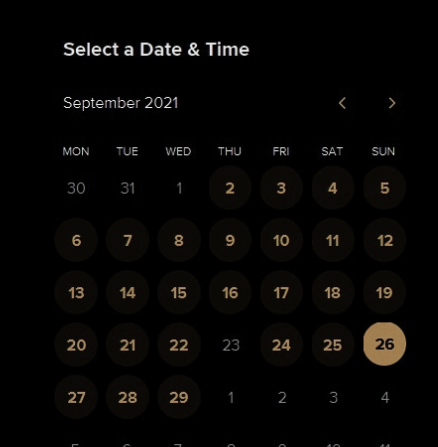 Select a Date & Time
September 2021
MON TUE WED THU FRI SAT SUN
30 31 1 2 3 4 5
6 7 8 9 10 11 12
13 14 15 16 17 18 19
20 21 22 23 24 25 26
27 28 29 1 2 3 4